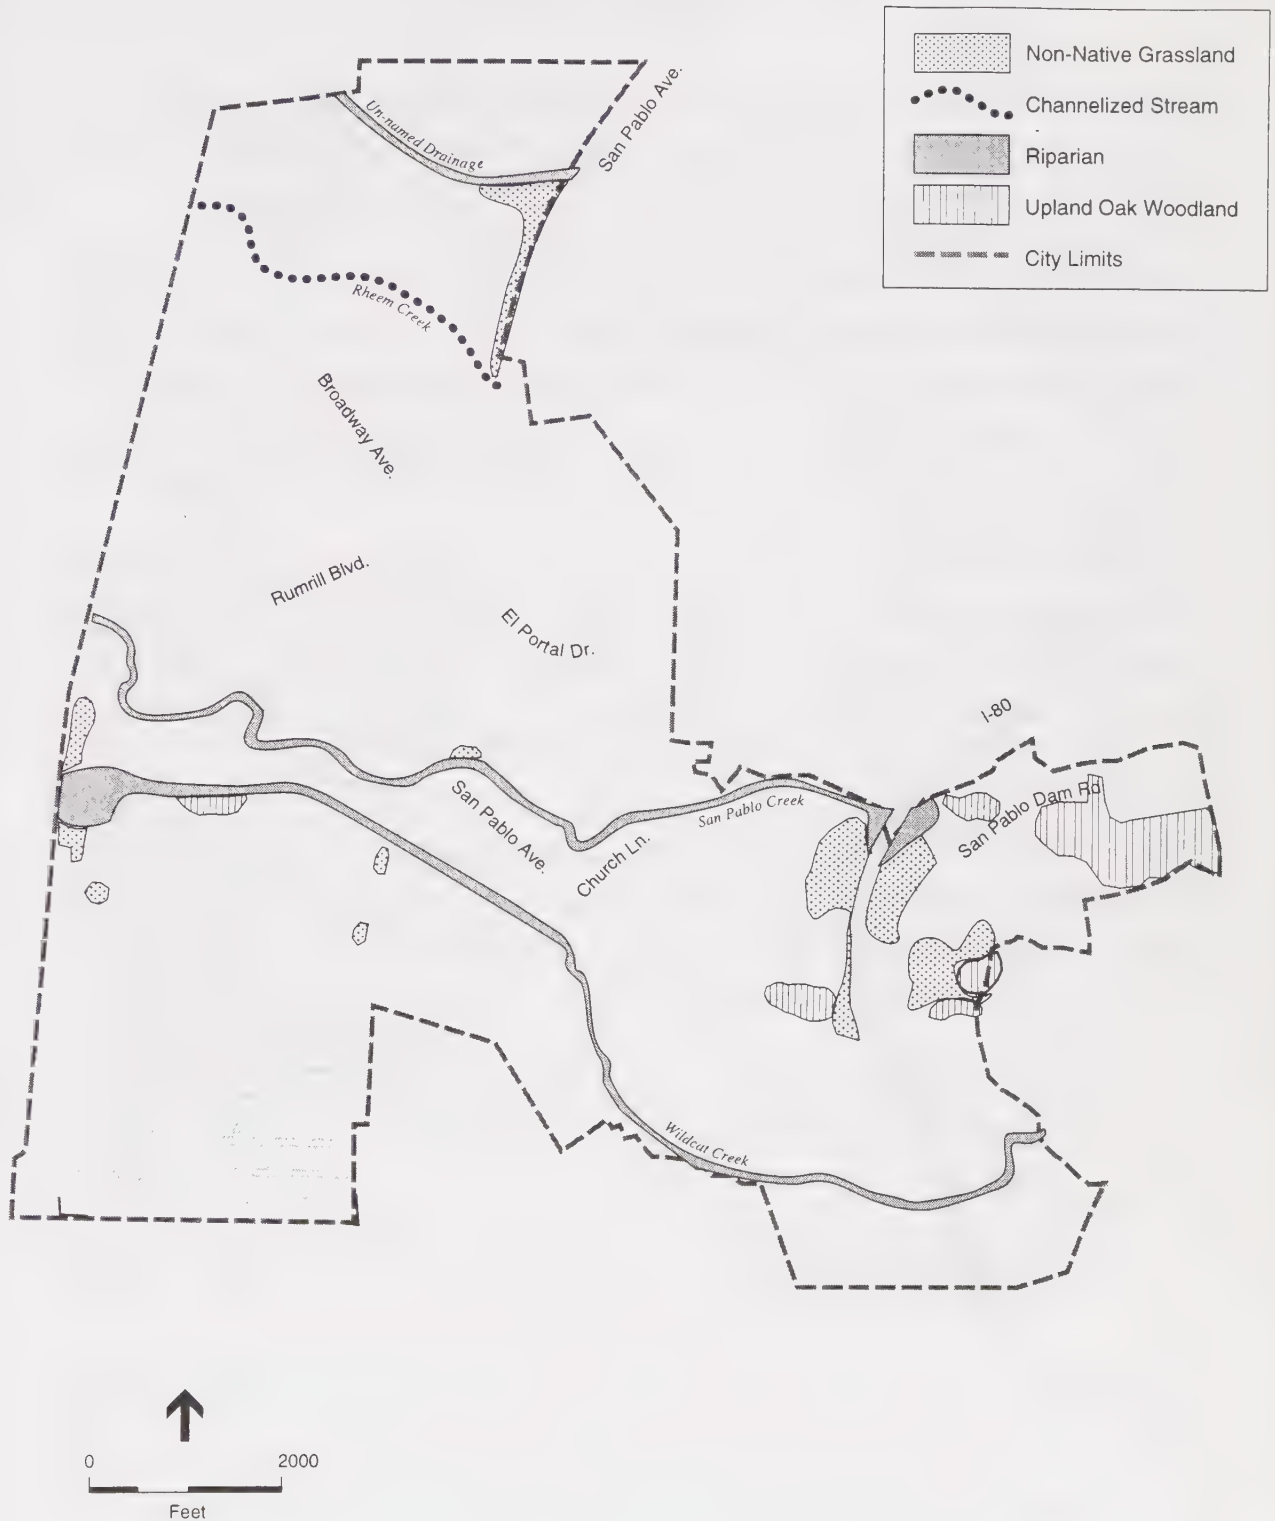 Non-Native Grassland
Channelized Stream
Riparian
Upland Oak Woodland
City Limits
San Pablo Ave.
Un-named Drainage
Rheem Creek
Broadway Ave.
Rumrill Blvd.
El Portal Dr.
I-80
San Pablo Dam Rd
San Pablo Creek
San Pablo Ave.
Church Ln.
Wildcat Creek
0 2000
Feet